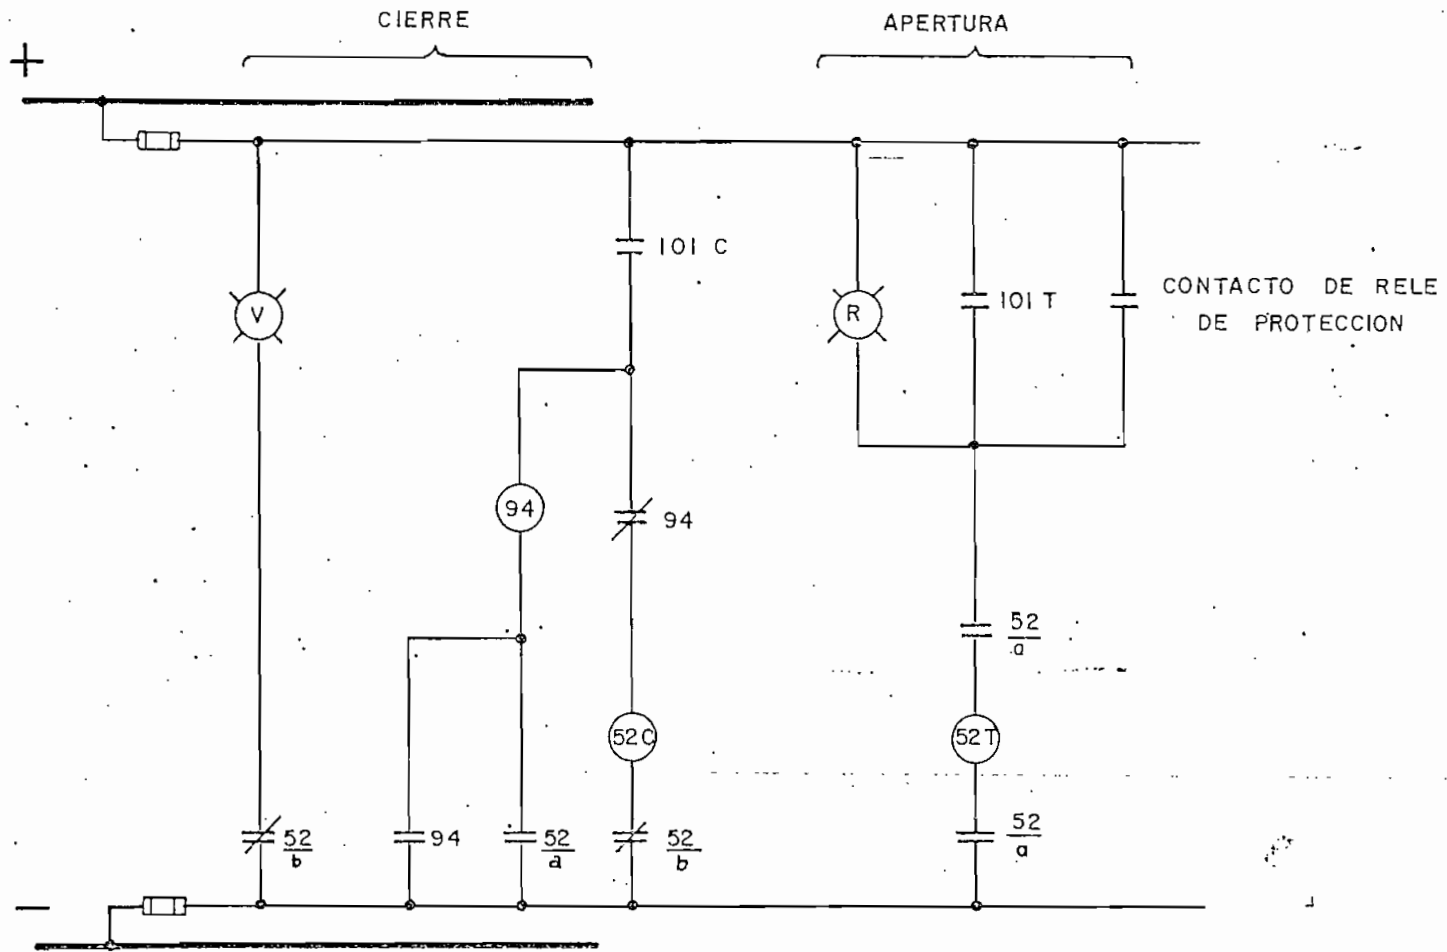 CIERRE
APERTURA
+
101 C
V
R
101 T
CONTACTO DE RELE
DE PROTECCION
94
94
52
a
52C
52T
52
b
94
52
a
52
b
52
a
-